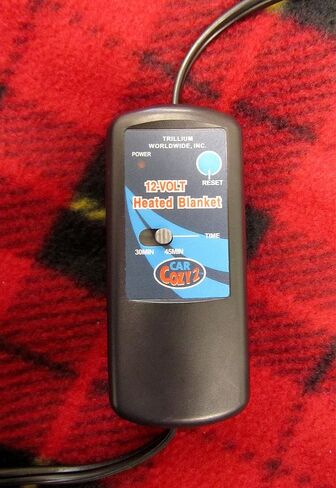 TRILLIUM
WORLDWIDE, INC.
POWER
RESET
12-VOLT
Heated Blanket
TIME
30MIN 45MIN
CAR
COZY 2